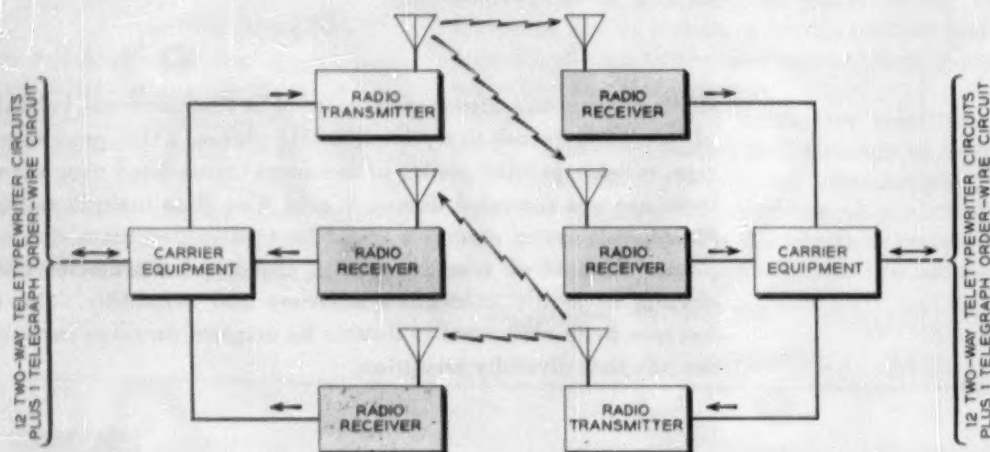 RADIO
TRANSMITTER
RADIO
RECEIVER
12 TWO-WAY TELETYPEWRITER CIRCUITS
PLUS 1 TELEGRAPH ORDER-WIRE CIRCUIT
CARRIER
EQUIPMENT
RADIO
RECEIVER
RADIO
RECEIVER
CARRIER
EQUIPMENT
12 TWO-WAY TELETYPEWRITER CIRCUITS
PLUS 1 TELEGRAPH ORDER-WIRE CIRCUIT
RADIO
RECEIVER
RADIO
TRANSMITTER